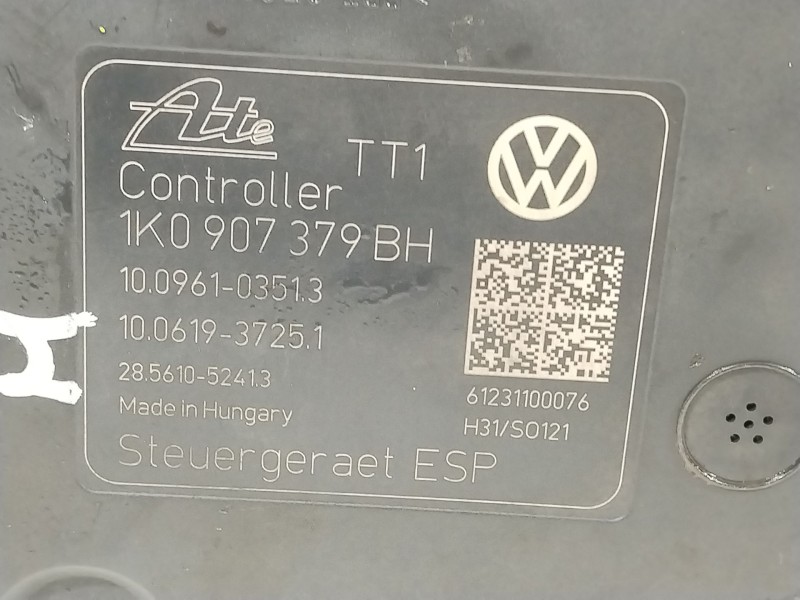 Ate
TT1
Controller
1K0 907 379 BH
10.0961-0351.3
10.0619-3725.1
28.5610-5241.3
Made in Hungary
Steuergeraet ESP
61231100076
H31/S0121
H